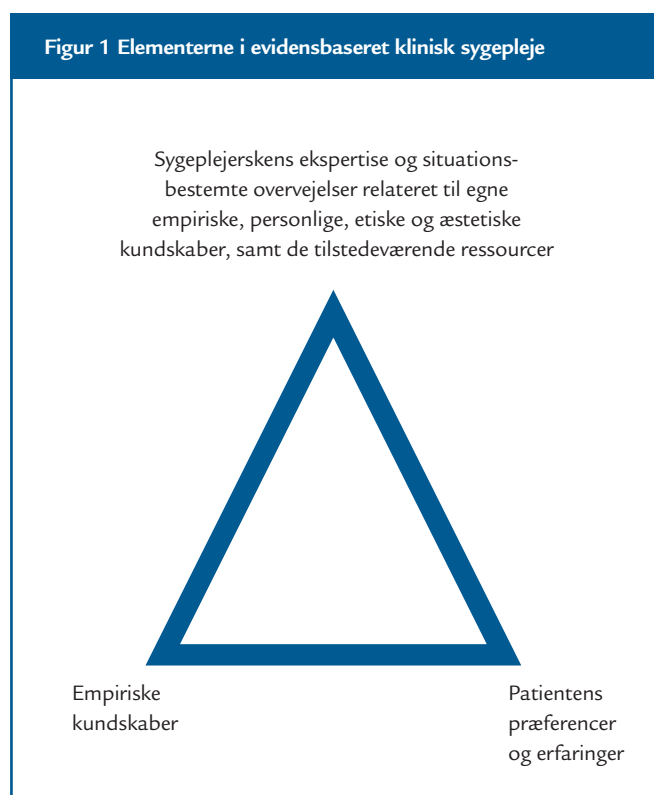 Figur 1 Elementerne i evidensbaseret klinisk sygepleje
Sygeplejerskens ekspertise og situations-
bestemte overvejelser relateret til egne
empiriske, personlige, etiske og æstetiske
kundskaber, samt de tilstedeværende ressourcer
Empiriske
kundskaber
Patientens
præferencer
og erfaringer